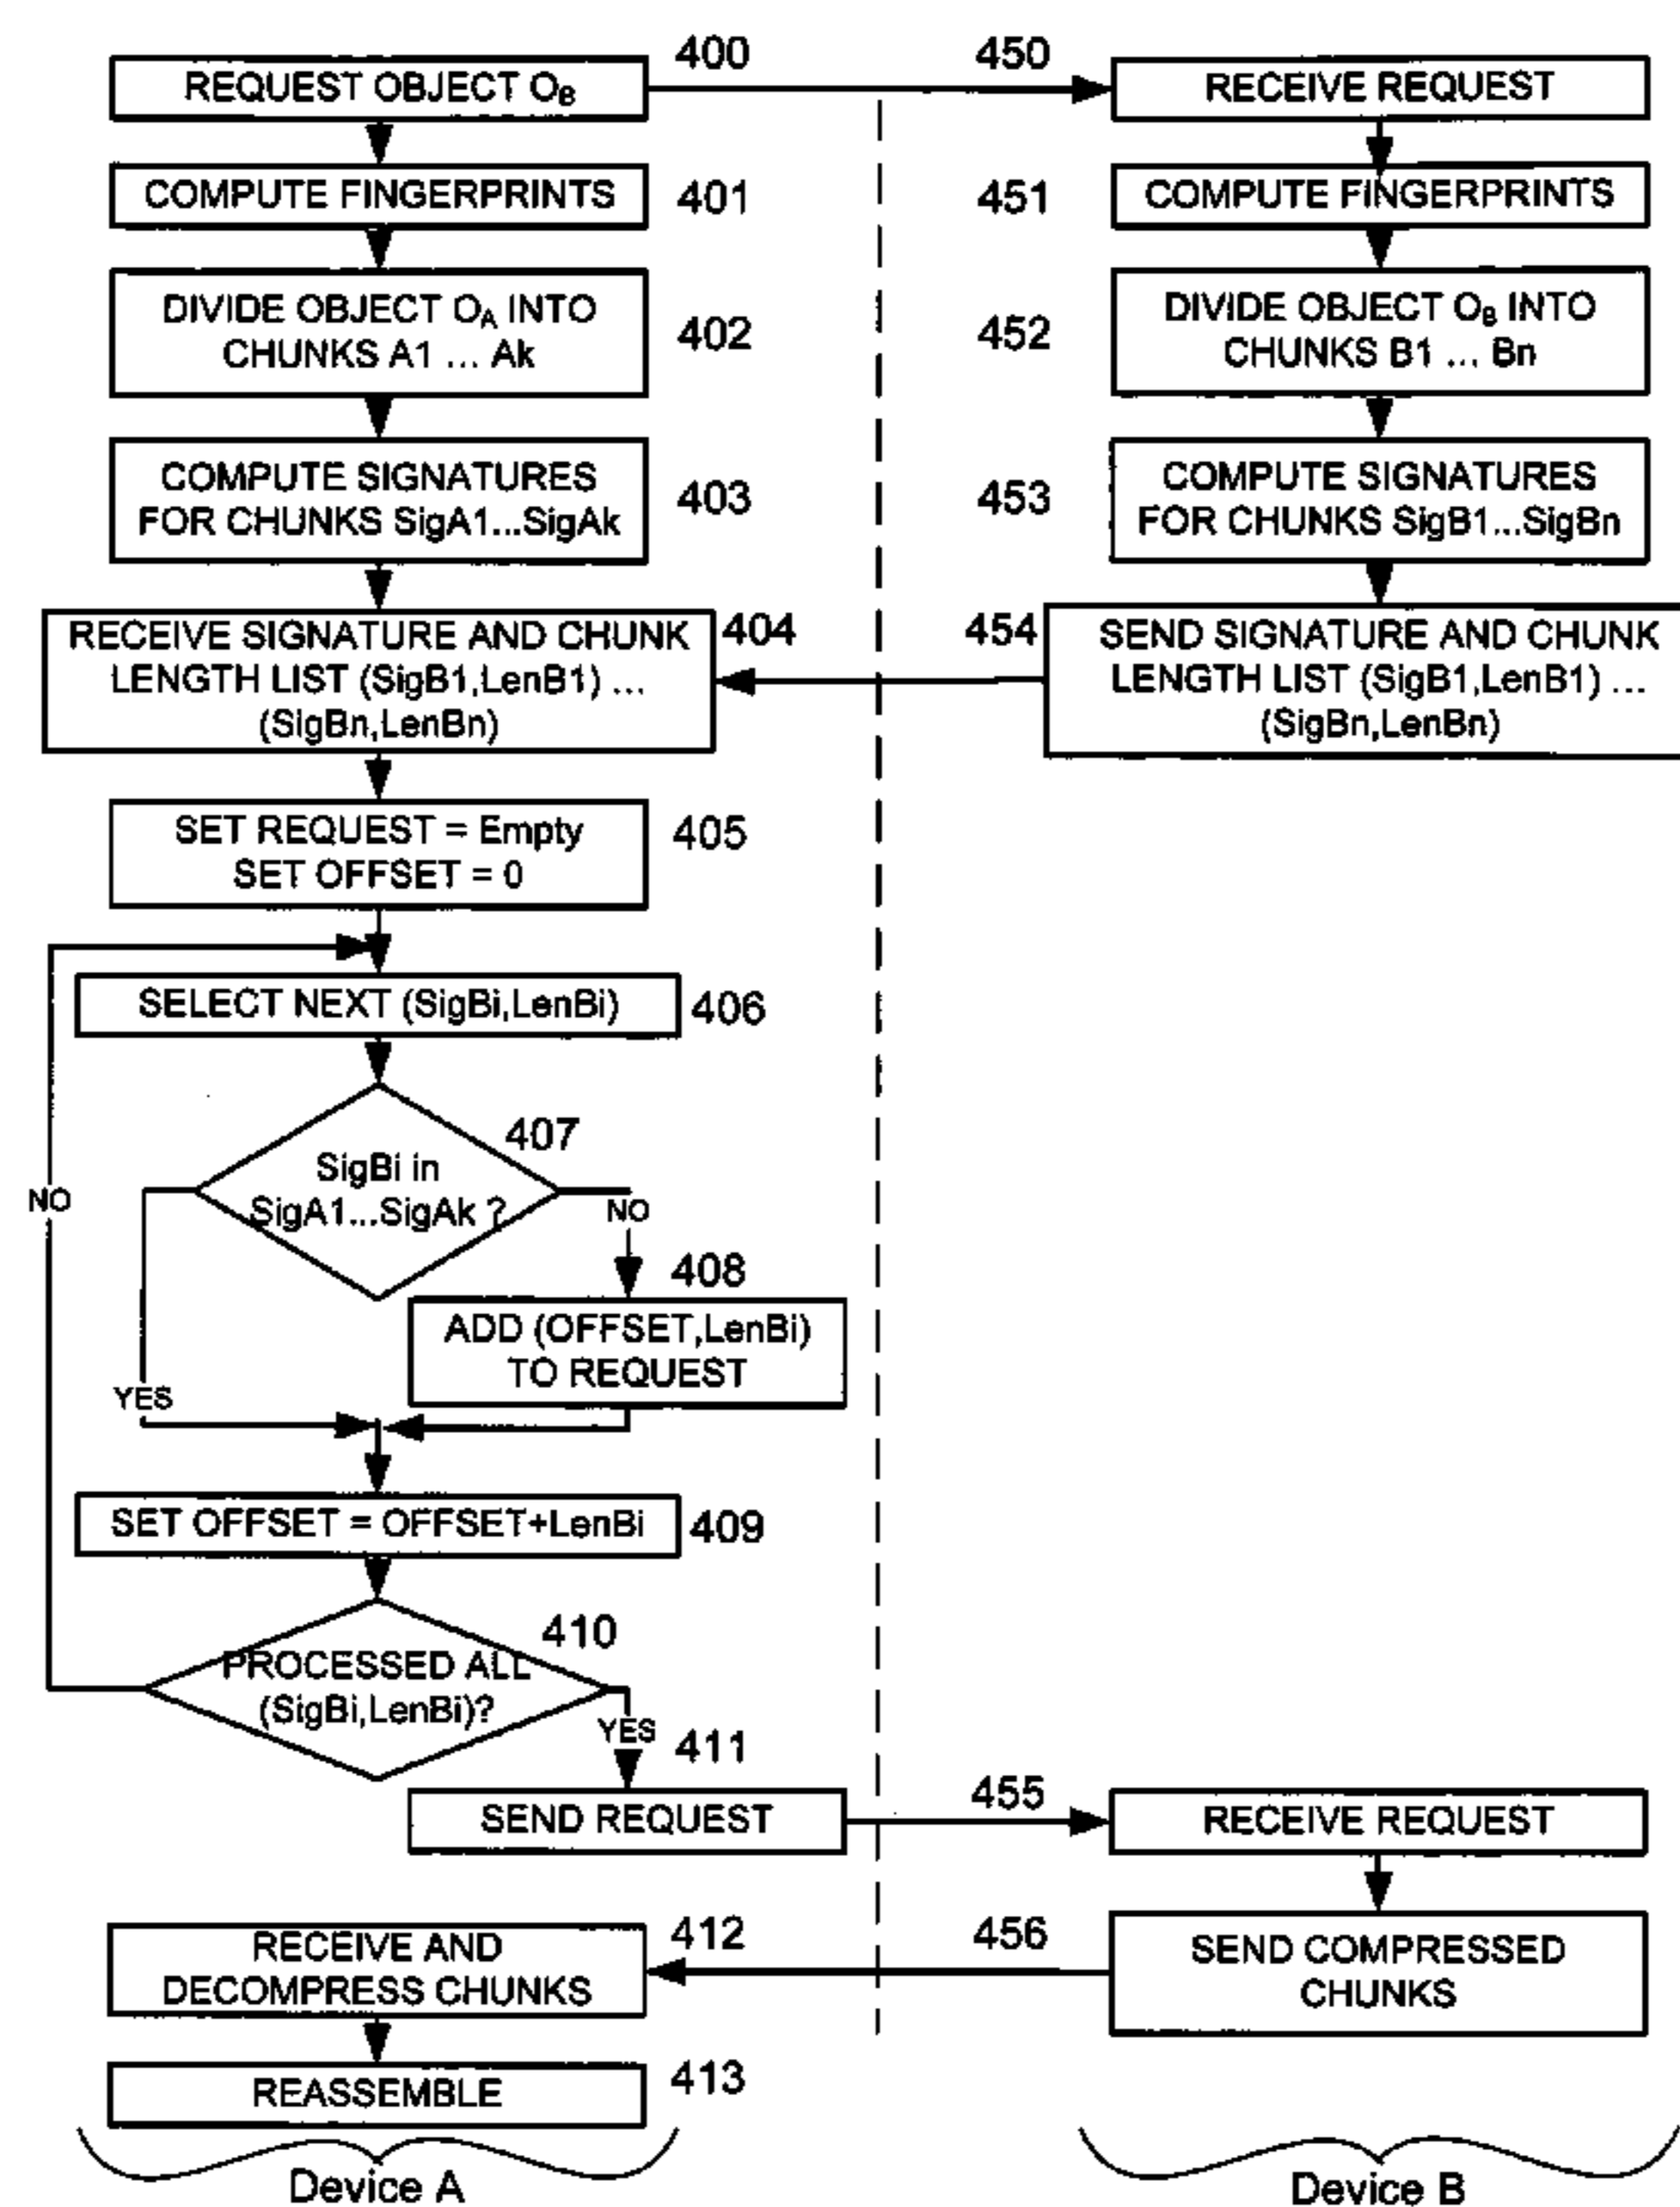 400
REQUEST OBJECT OB
401
COMPUTE FINGERPRINTS
402
DIVIDE OBJECT OA INTO
CHUNKS A1 ... Ak
403
COMPUTE SIGNATURES
FOR CHUNKS SigA1...SigAk
404
RECEIVE SIGNATURE AND CHUNK
LENGTH LIST (SigB1,LenB1) ...
(SigBn,LenBn)
405
SET REQUEST = Empty
SET OFFSET = 0
406
SELECT NEXT (SigBi,LenBi)
407
SigBi in
SigA1...SigAk ?
NO
NO
408
ADD (OFFSET,LenBi)
TO REQUEST
YES
409
SET OFFSET = OFFSET+LenBi
410
PROCESSED ALL
(SigBi,LenBi)?
YES
411
SEND REQUEST
412
RECEIVE AND
DECOMPRESS CHUNKS
413
REASSEMBLE
Device A
450
RECEIVE REQUEST
451
COMPUTE FINGERPRINTS
452
DIVIDE OBJECT OB INTO
CHUNKS B1 ... Bn
453
COMPUTE SIGNATURES
FOR CHUNKS SigB1...SigBn
454
SEND SIGNATURE AND CHUNK
LENGTH LIST (SigB1,LenB1) ...
(SigBn,LenBn)
455
RECEIVE REQUEST
456
SEND COMPRESSED
CHUNKS
Device B